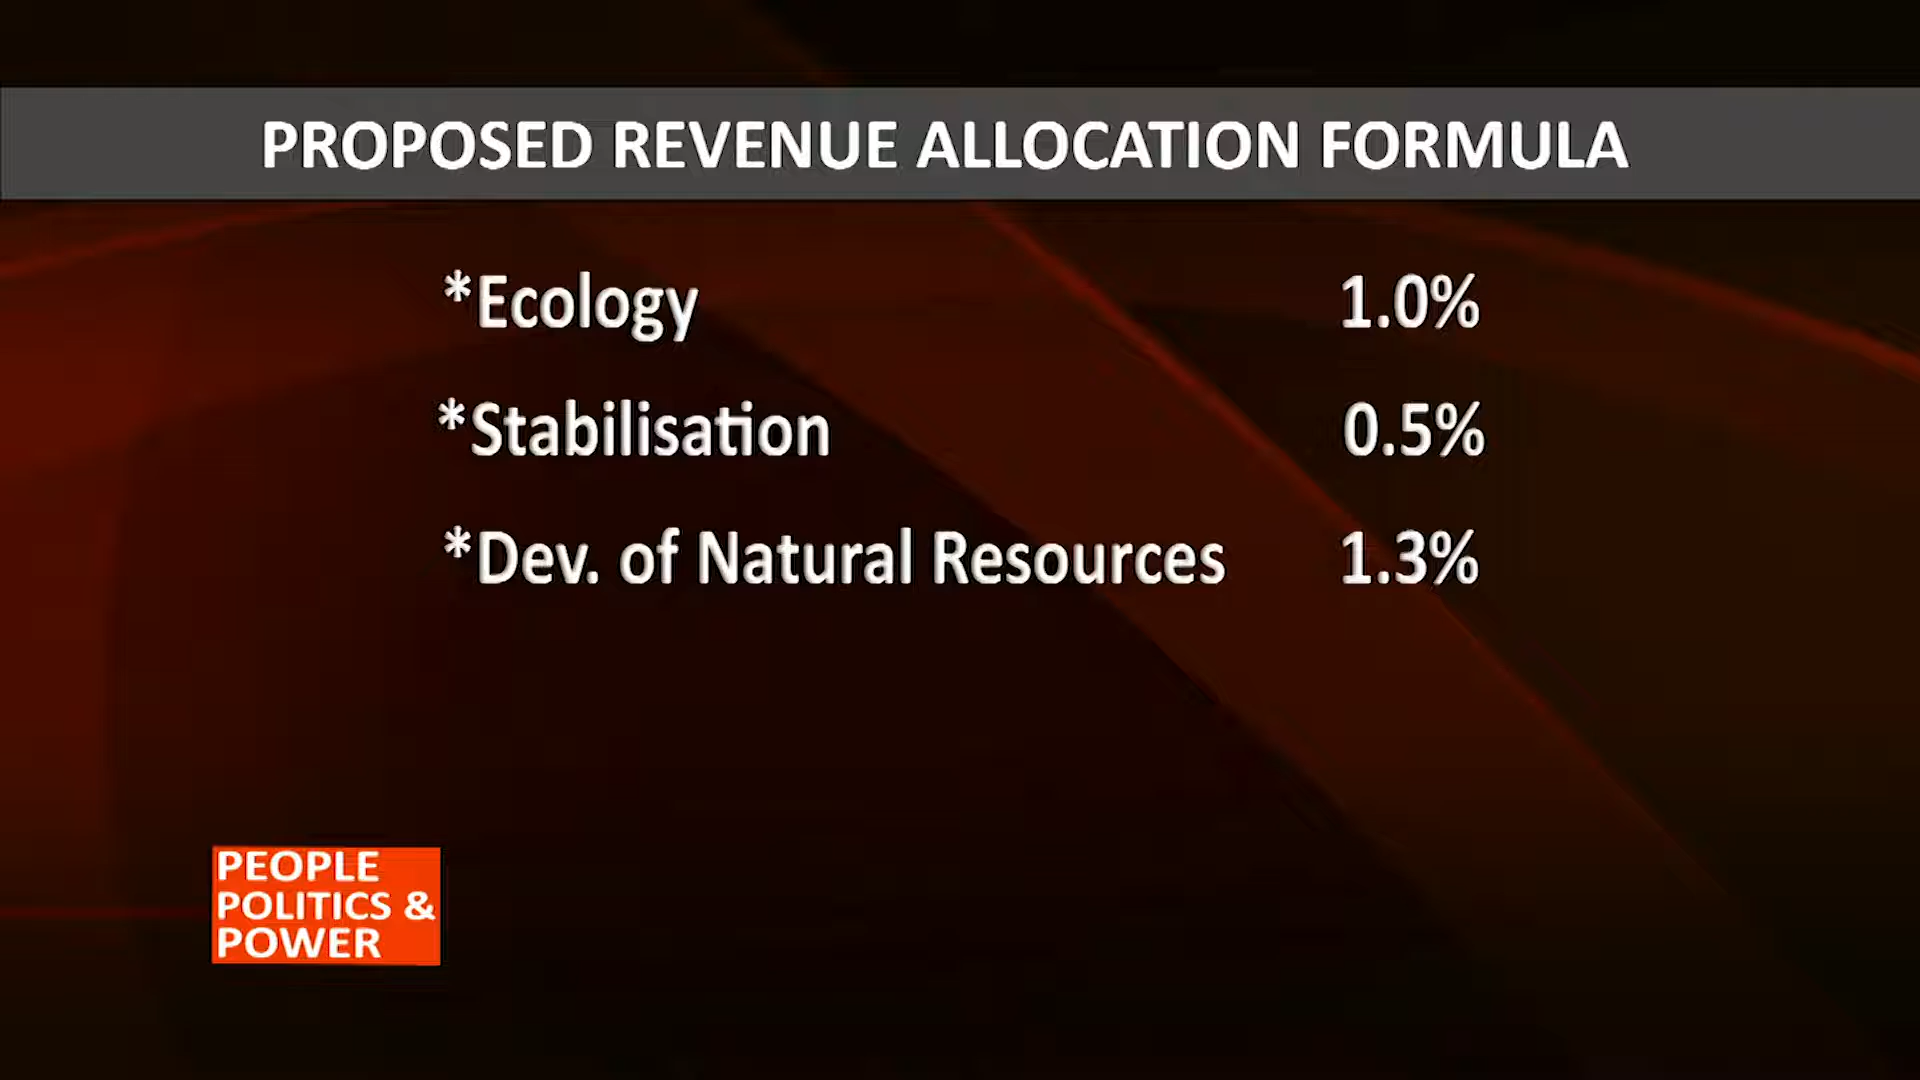 PROPOSED REVENUE ALLOCATION FORMULA
*Ecology 1.0%
*Stabilisation 0.5%
*Dev. of Natural Resources 1.3%
PEOPLE
POLITICS &
POWER